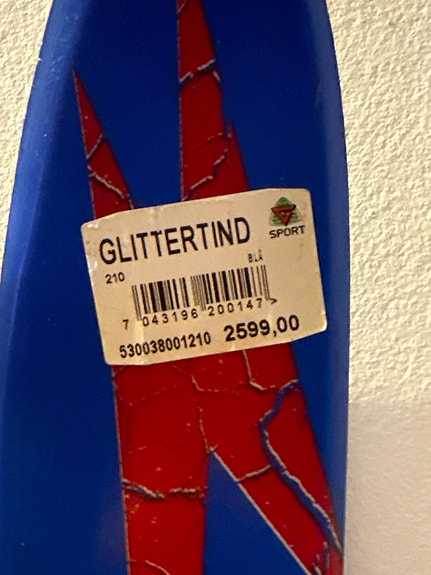 GLITTERTIND
SPORT
210
BLÅ
7 043196 200147 >
530038001210 2599,00